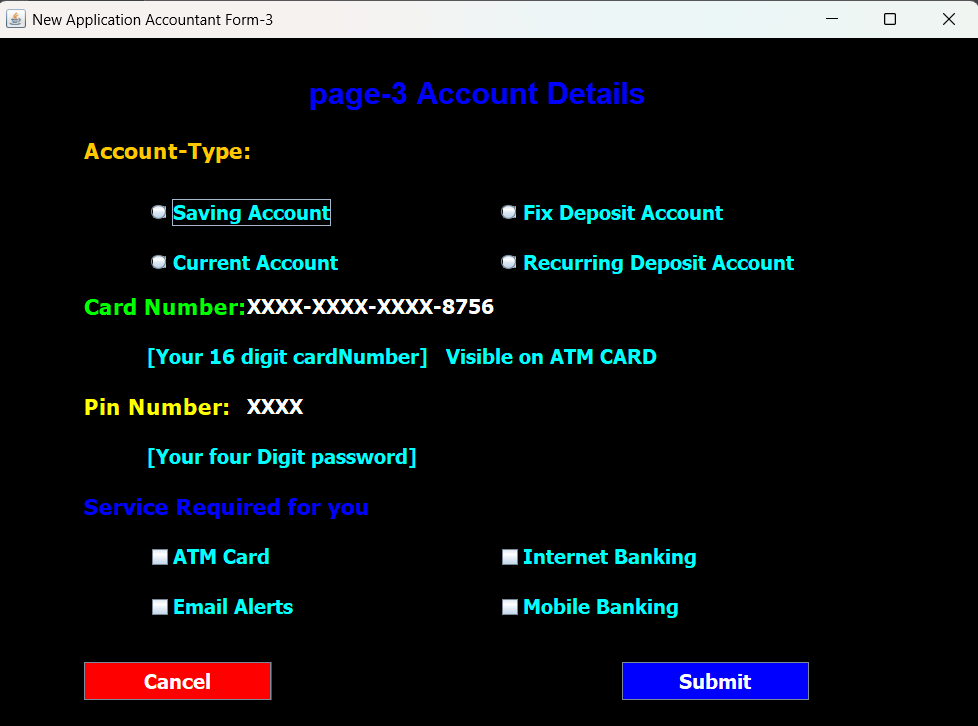 New Application Accountant Form-3
page-3 Account Details
Account-Type:
Saving Account Fix Deposit Account
Current Account Recurring Deposit Account
Card Number:XXXX-XXXX-XXXX-8756
[Your 16 digit cardNumber] Visible on ATM CARD
Pin Number: XXXX
[Your four Digit password]
Service Required for you
ATM Card Internet Banking
Email Alerts Mobile Banking
Cancel Submit